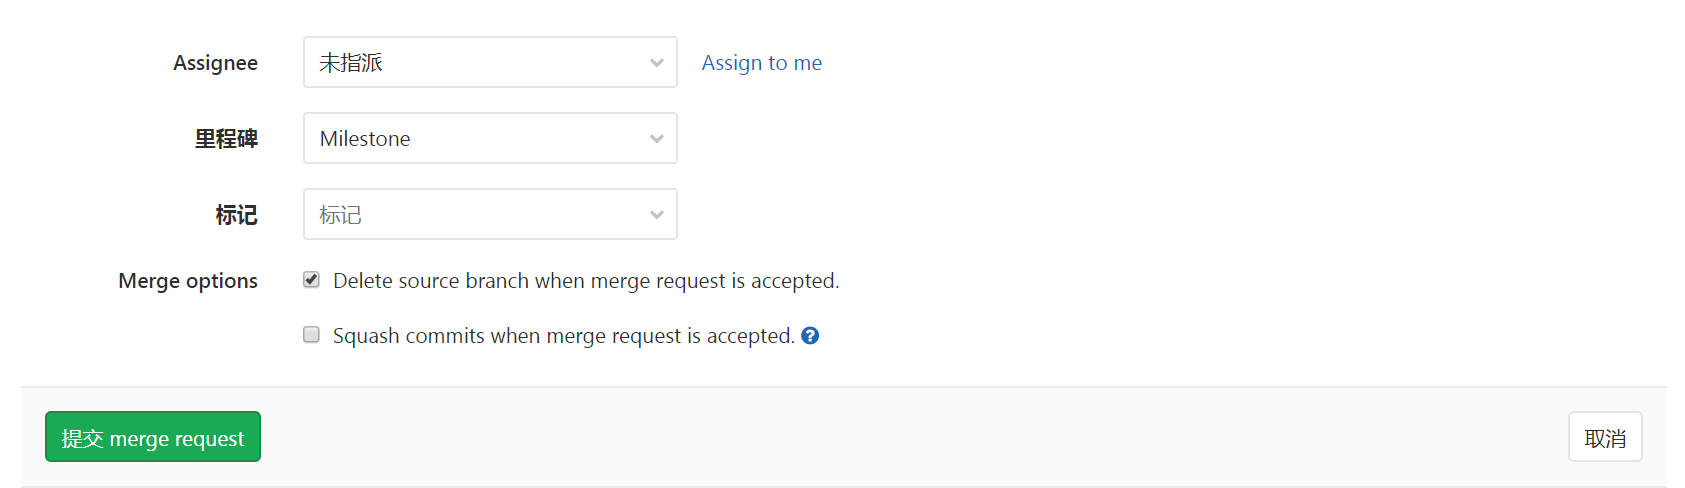 Assignee 未指派 Assign to me
里程碑 Milestone
标记 标记
Merge options Delete source branch when merge request is accepted.
Squash commits when merge request is accepted. ?
提交 merge request 取消